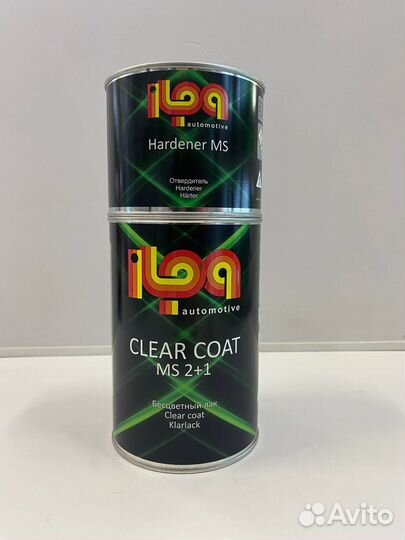 ilpa
automotive
Hardener MS
Отвердитель
Hardener
Härter
ilpa
automotive
CLEAR COAT
MS 2+1
Бесцветный лак
Clear coat
Klarlack
Avito